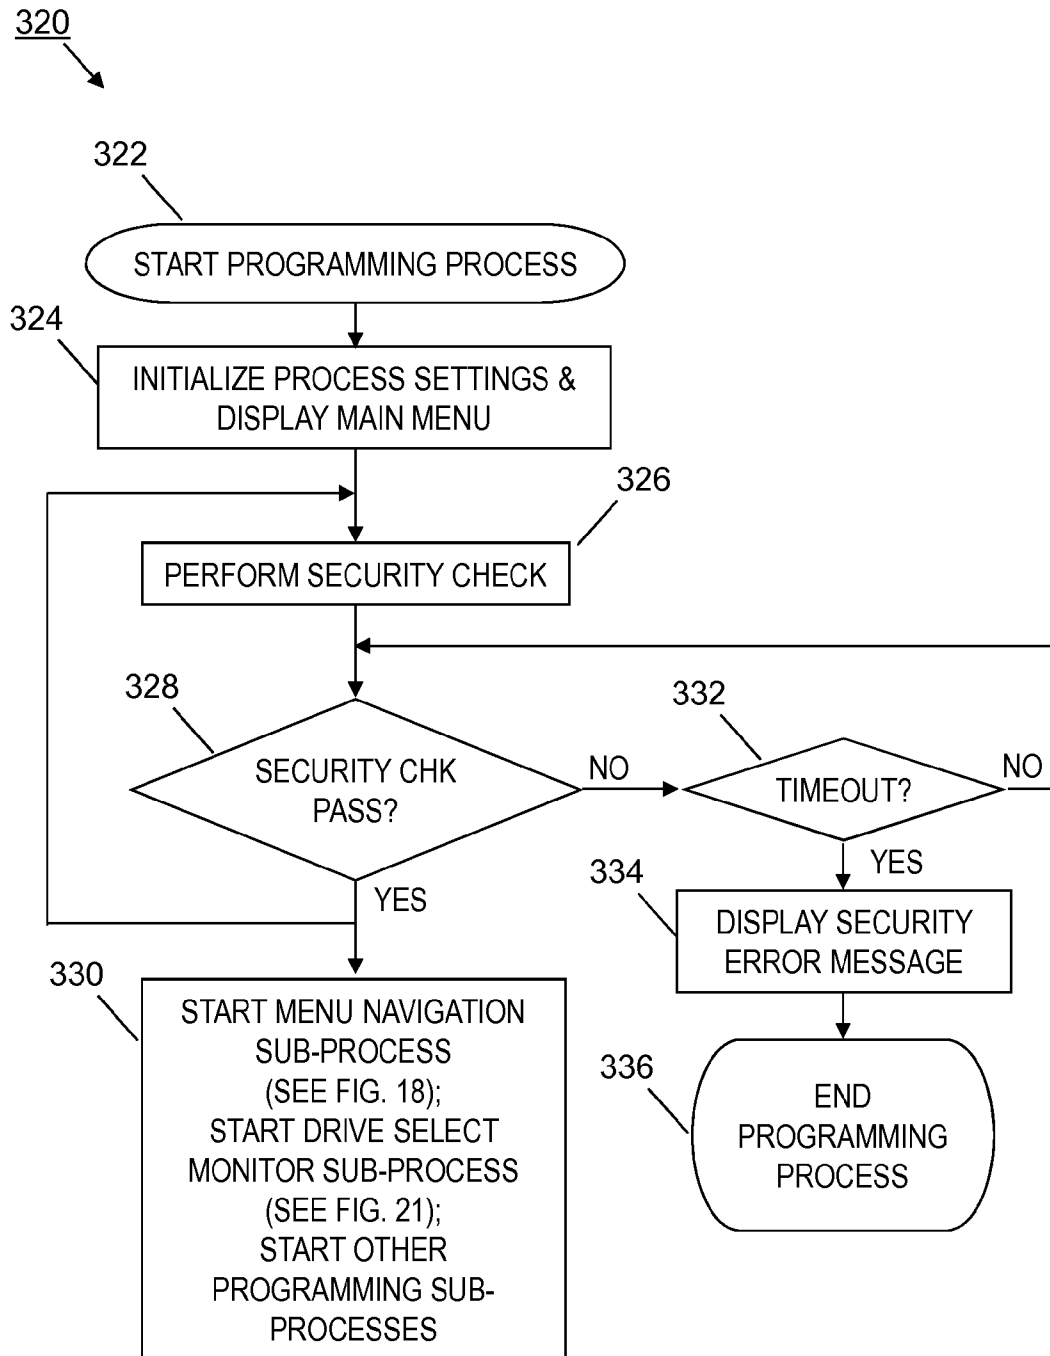 320
322
START PROGRAMMING PROCESS
324
INITIALIZE PROCESS SETTINGS &
DISPLAY MAIN MENU
326
PERFORM SECURITY CHECK
328
SECURITY CHK
PASS?
NO
332
TIMEOUT?
NO
YES
YES
334
DISPLAY SECURITY
ERROR MESSAGE
330
START MENU NAVIGATION
SUB-PROCESS
(SEE FIG. 18);
START DRIVE SELECT
MONITOR SUB-PROCESS
(SEE FIG. 21);
START OTHER
PROGRAMMING SUB-
PROCESSES
336
END
PROGRAMMING
PROCESS